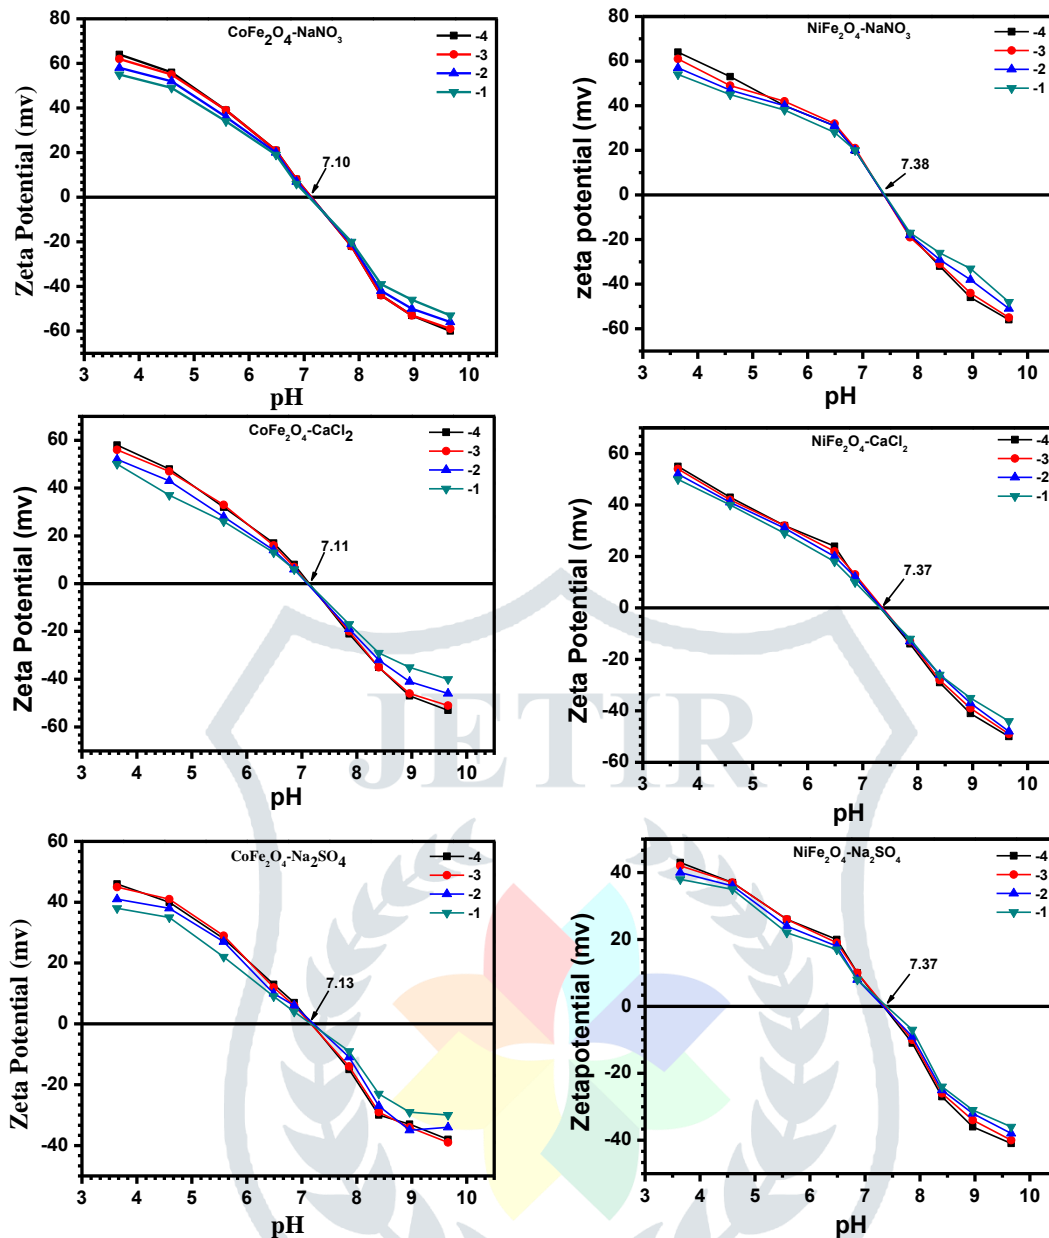 CoFe2O4-NaNO3
-4
-3
-2
-1
80
60
40
20
0
-20
-40
-60
7.10
Zeta Potential (mv)
3 4 5 6 7 8 9 10
pH
NiFe2O4-NaNO3
-4
-3
-2
-1
80
60
40
20
0
-20
-40
-60
7.38
zeta potential (mv)
3 4 5 6 7 8 9 10
pH
CoFe2O4-CaCl2
-4
-3
-2
-1
60
40
20
0
-20
-40
-60
7.11
Zeta Potential (mv)
3 4 5 6 7 8 9 10
pH
NiFe2O4-CaCl2
-4
-3
-2
-1
60
40
20
0
-20
-40
-60
7.37
Zeta Potential (mv)
3 4 5 6 7 8 9 10
pH
JETIR
CoFe2O4-Na2SO4
-4
-3
-2
-1
60
40
20
0
-20
-40
7.13
Zeta Potential (mv)
3 4 5 6 7 8 9 10
pH
NiFe2O4-Na2SO4
-4
-3
-2
-1
40
20
0
-20
-40
7.37
Zetapotential (mv)
3 4 5 6 7 8 9 10
pH